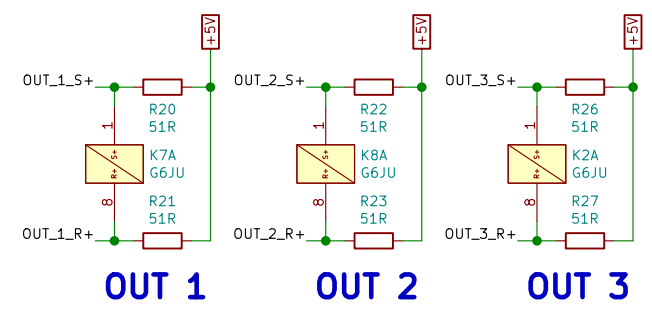 +5V
OUT_1_S+
R20
51R
1
S+
R+
K7A
G6JU
8
R21
51R
OUT_1_R+
OUT 1
+5V
OUT_2_S+
R22
51R
1
S+
R+
K8A
G6JU
8
R23
51R
OUT_2_R+
OUT 2
+5V
OUT_3_S+
R26
51R
1
S+
R+
K2A
G6JU
8
R27
51R
OUT_3_R+
OUT 3